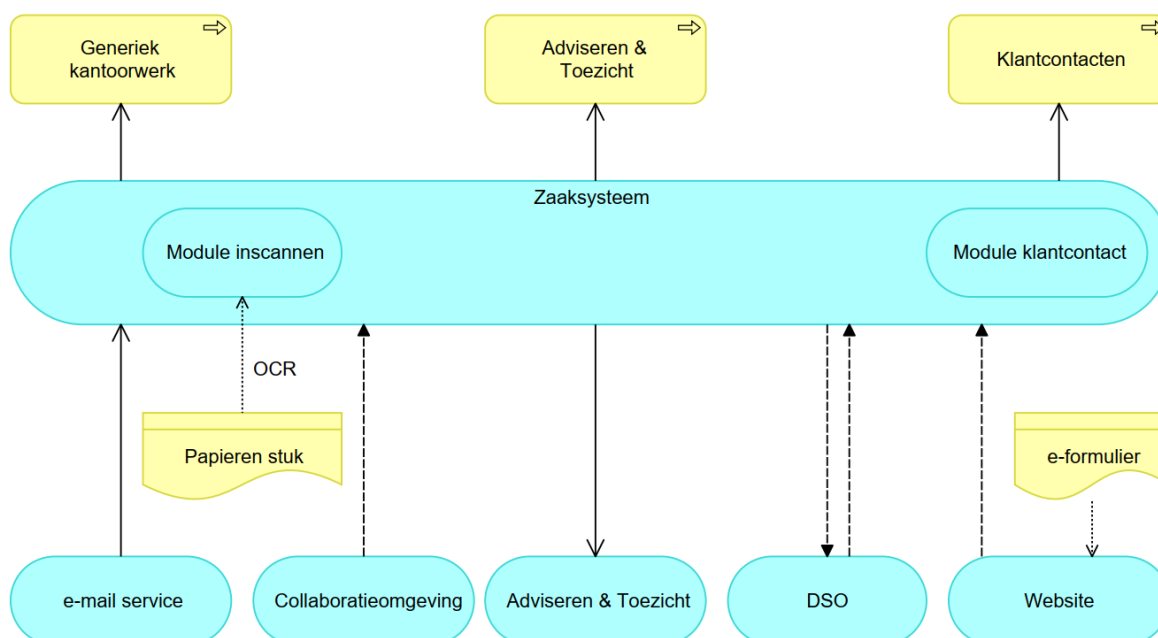 Generiek
kantoorwerk
Adviseren &
Toezicht
Klantcontacten
Zaaksysteem
Module inscannen
Module klantcontact
OCR
Papieren stuk
e-formulier
e-mail service
Collaboratieomgeving
Adviseren & Toezicht
DSO
Website